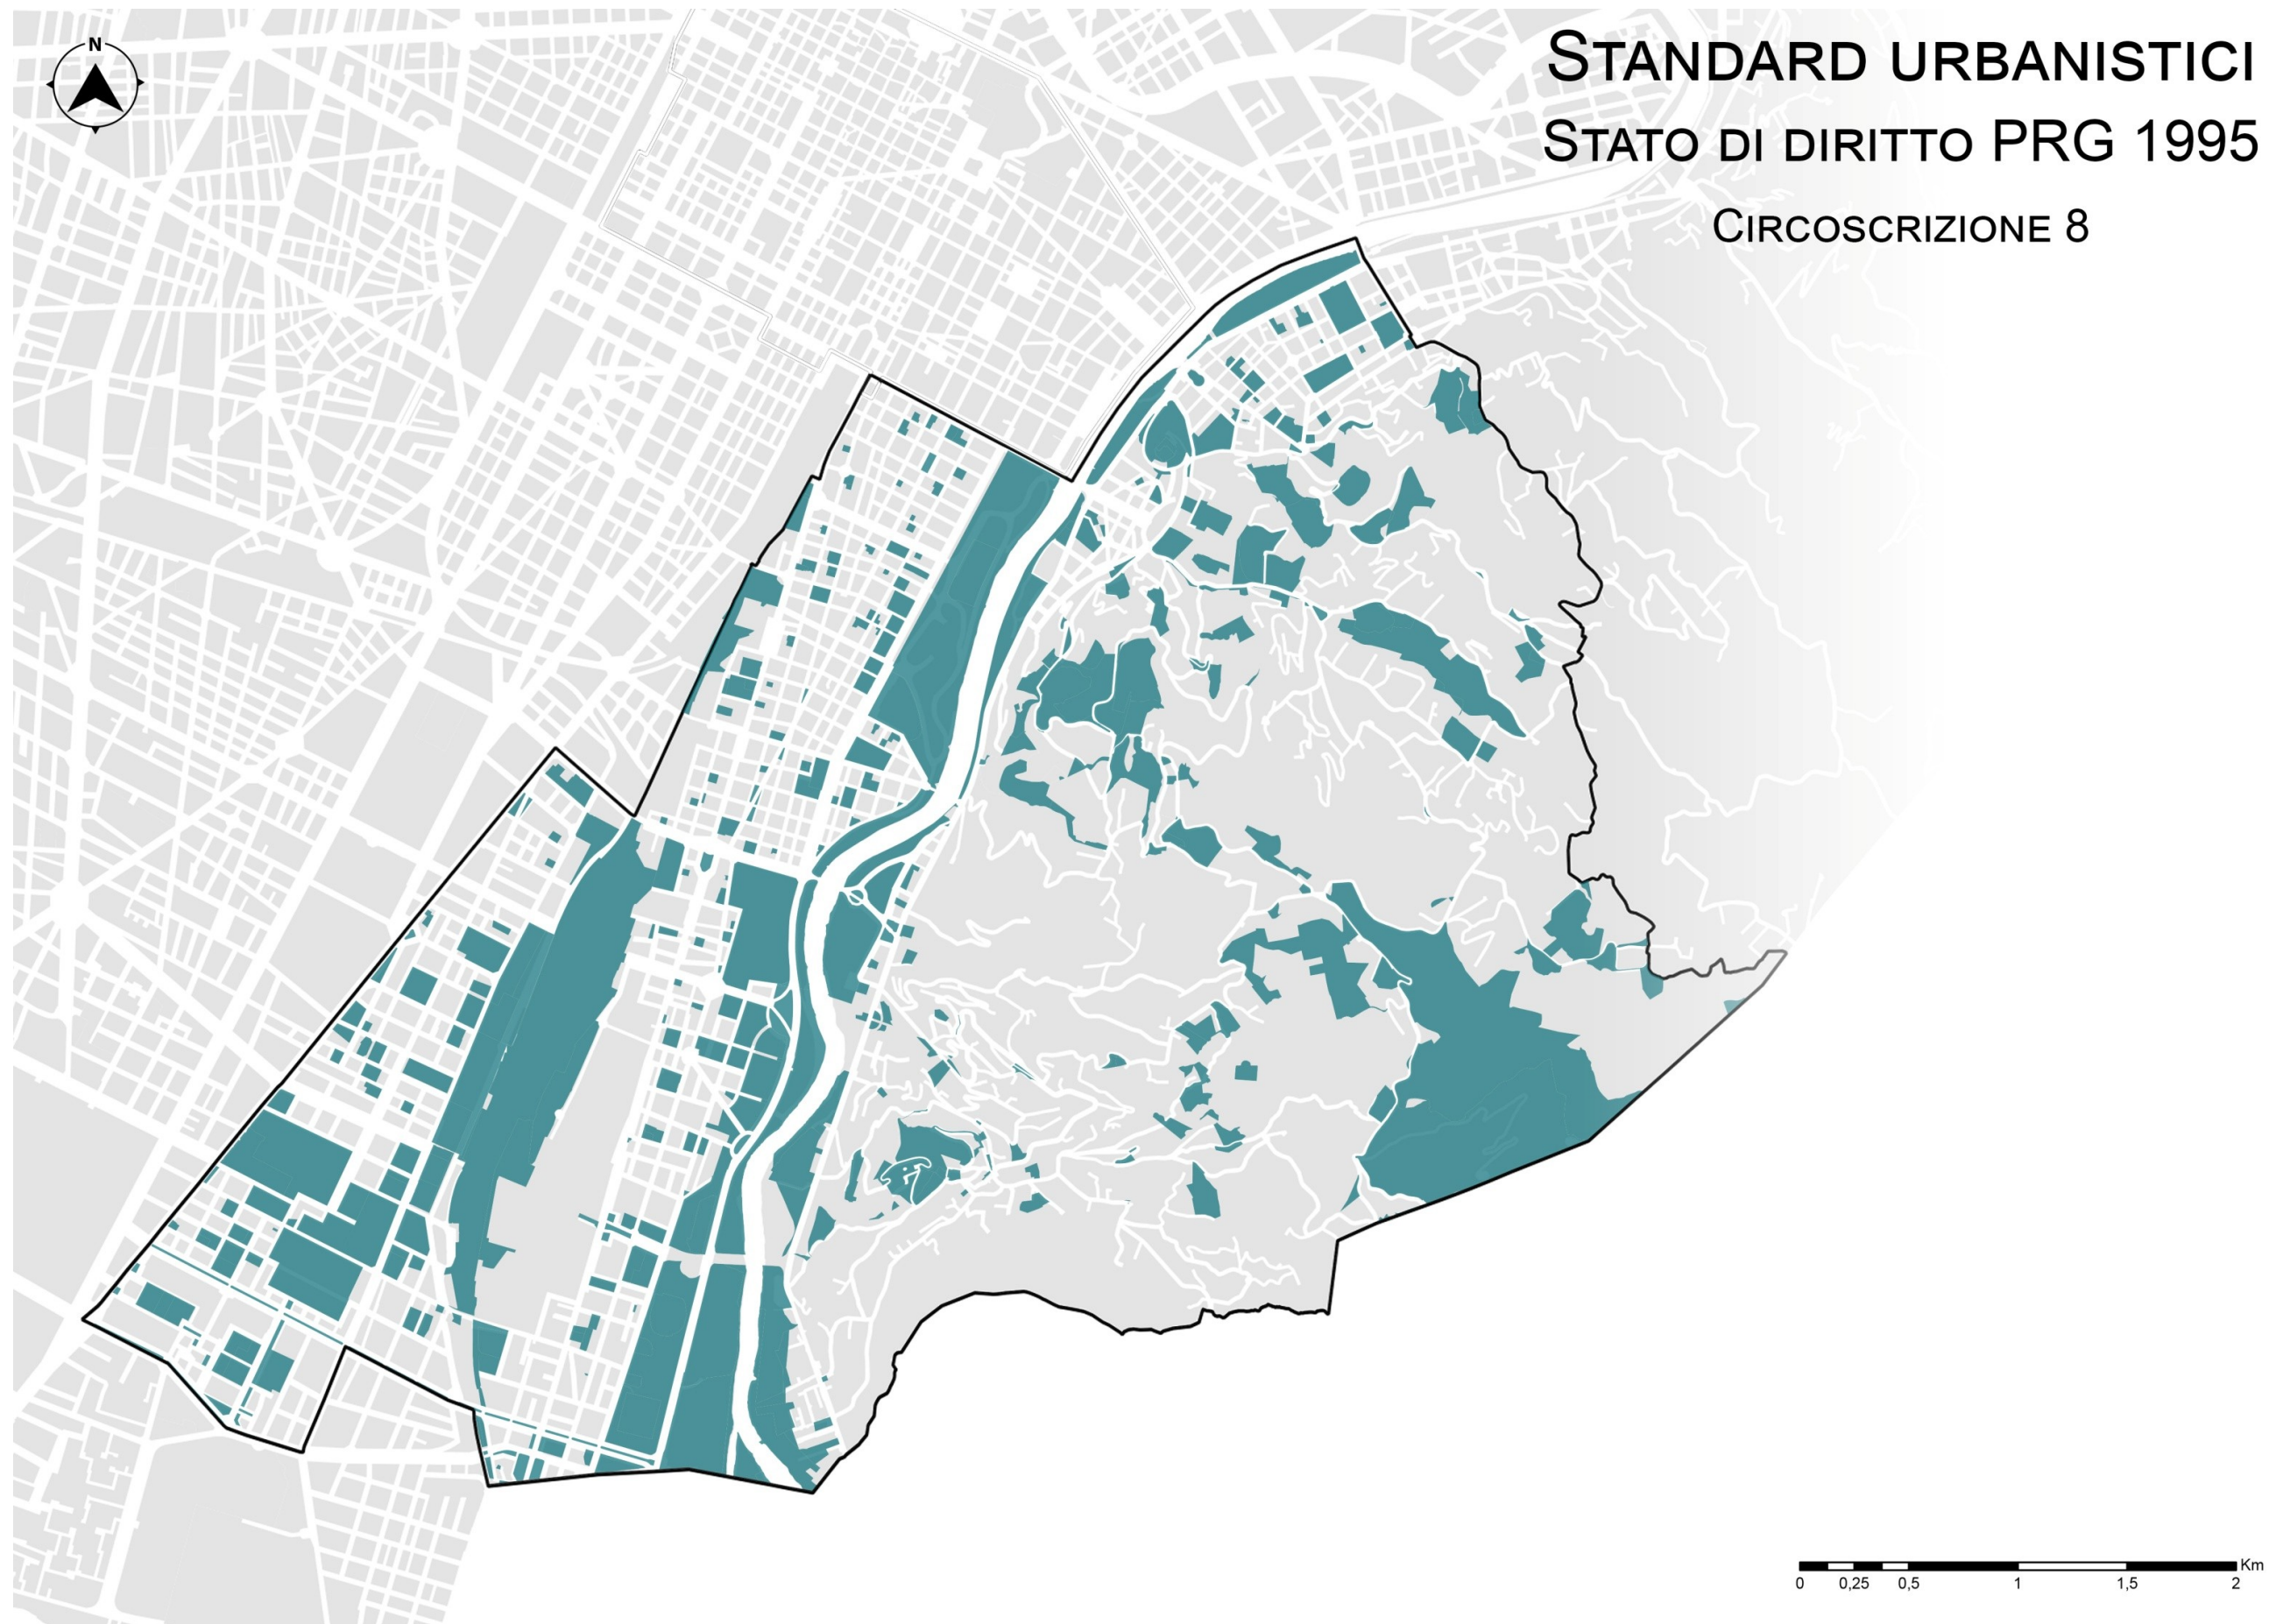 N
STANDARD URBANISTICI
STATO DI DIRITTO PRG 1995
CIRCOSCRIZIONE 8
Km
0 0,25 0,5 1 1,5 2